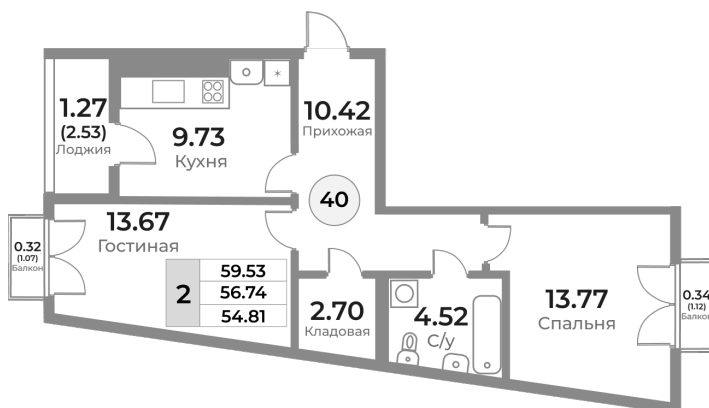 1.27
(2.53)
Лоджия
9.73
Кухня
10.42
Прихожая
40
13.67
Гостиная
0.32
(1.07)
Балкон
2
59.53
56.74
54.81
2.70
Кладовая
4.52
С/у
13.77
Спальня
0.34
(1.12)
Балкон